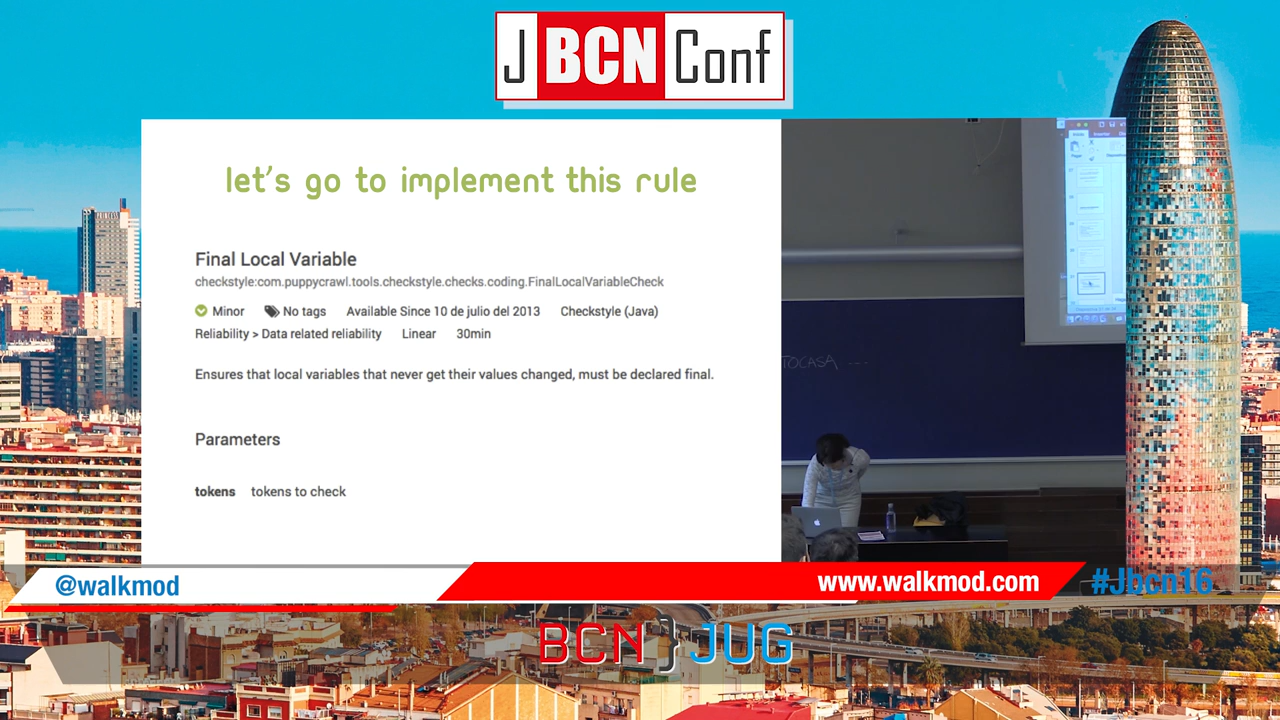 J BCN Conf
let's go to implement this rule
Final Local Variable
checkstyle:com.puppycrawl.tools.checkstyle.checks.coding.FinalLocalVariableCheck
Minor No tags Available Since 10 de julio del 2013 Checkstyle (Java)
Reliability > Data related reliability Linear 30min
Ensures that local variables that never get their values changed, must be declared final.
Parameters
tokens tokens to check
TOCASA ----
@walkmod
www.walkmod.com
#Jbcn16
BCN JUG